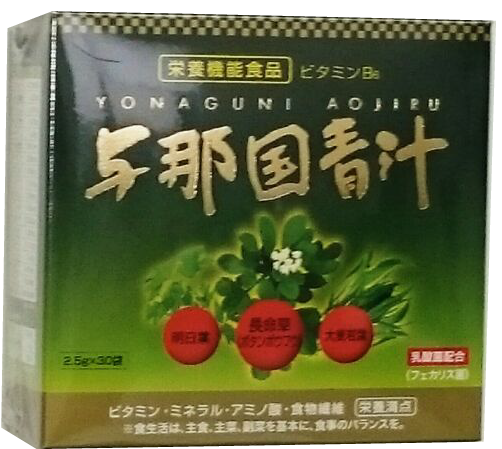 栄養機能食品 ビタミンB6
YONAGUNI AOJIRU
与那国青汁
明日葉
長命草
(ボタンボウフウ)
大麦若葉
2.5g×30袋
乳酸菌配合
(フェカリス菌)
ビタミン・ミネラル・アミノ酸・食物繊維 栄養満点
※食生活は、主食、主菜、副菜を基本に、食事のバランスを。